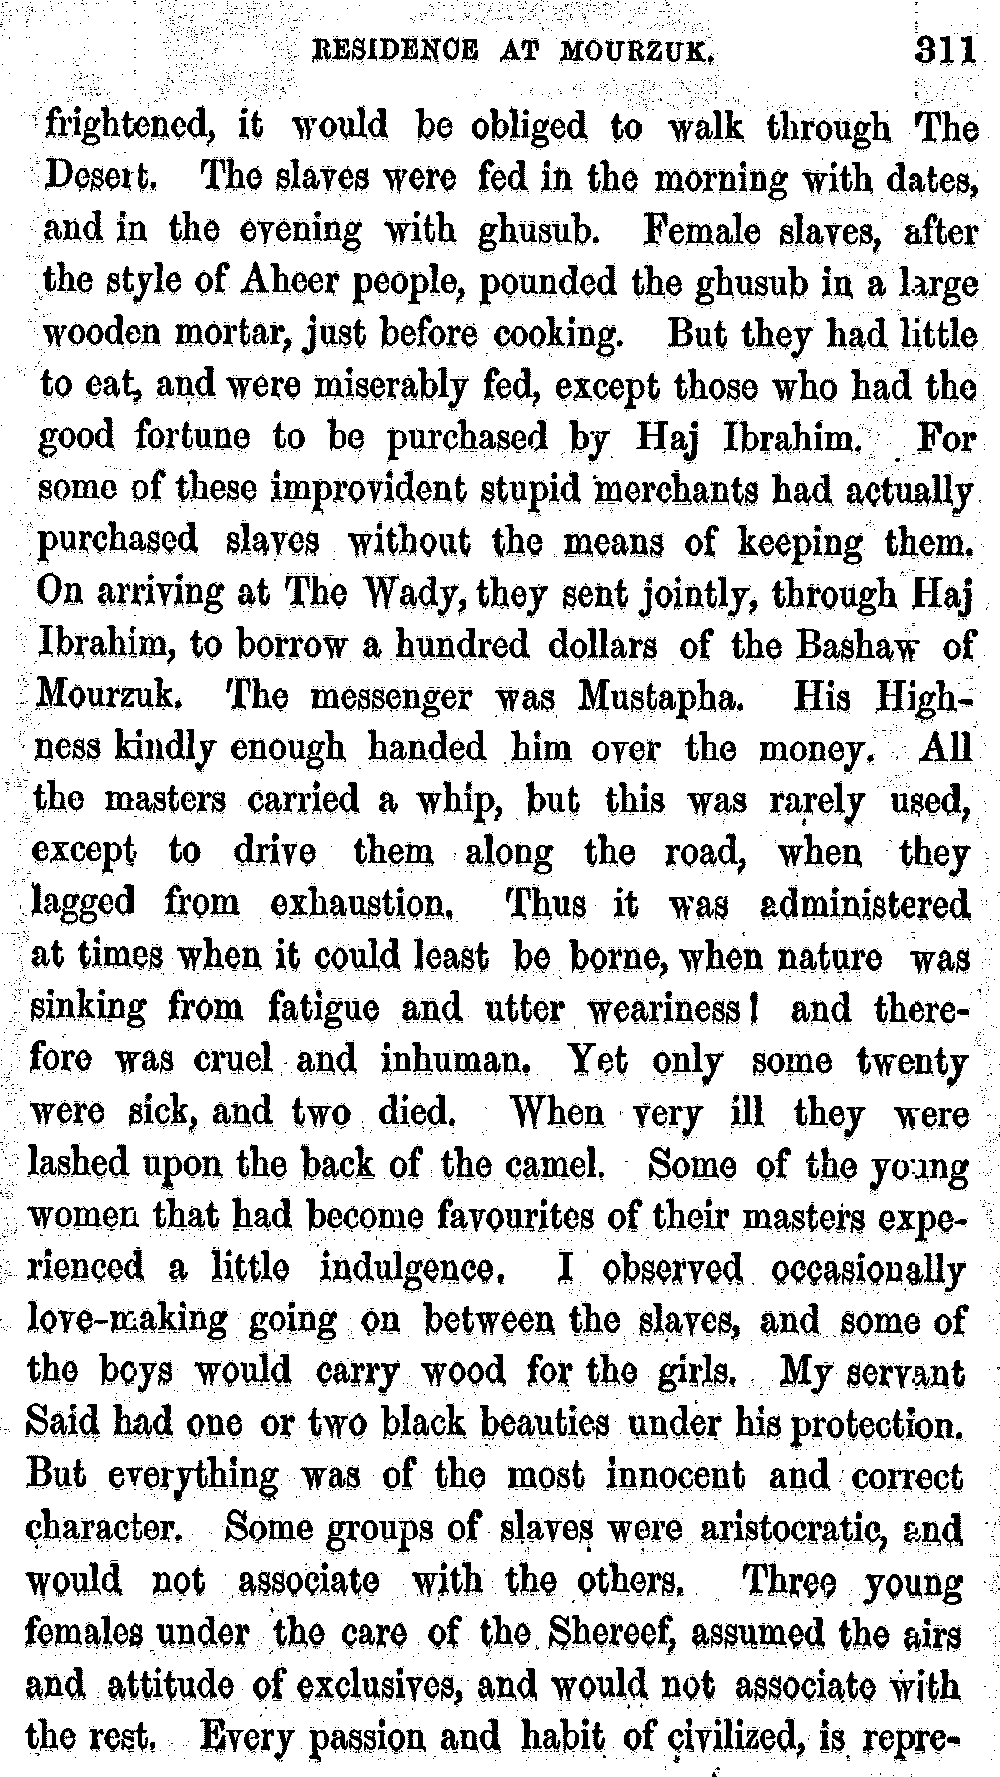 RESIDENCE AT MOURZUK. 311
frightened, it would be obliged to walk through The
Desert. The slaves were fed in the morning with dates,
and in the evening with ghusub. Female slaves, after
the style of Aheer people, pounded the ghusub in a large
wooden mortar, just before cooking. But they had little
to eat, and were miserably fed, except those who had the
good fortune to be purchased by Haj Ibrahim. For
some of these improvident stupid merchants had actually
purchased slaves without the means of keeping them.
On arriving at The Wady, they sent jointly, through Haj
Ibrahim, to borrow a hundred dollars of the Bashaw of
Mourzuk. The messenger was Mustapha. His High-
ness kindly enough handed him over the money. All
the masters carried a whip, but this was rarely used,
except to drive them along the road, when they
lagged from exhaustion. Thus it was administered
at times when it could least be borne, when nature was
sinking from fatigue and utter weariness! and there-
fore was cruel and inhuman. Yet only some twenty
were sick, and two died. When very ill they were
lashed upon the back of the camel. Some of the young
women that had become favourites of their masters expe-
rienced a little indulgence. I observed occasionally
love-making going on between the slaves, and some of
the boys would carry wood for the girls. My servant
Said had one or two black beauties under his protection.
But everything was of the most innocent and correct
character. Some groups of slaves were aristocratic, and
would not associate with the others. Three young
females under the care of the Shereef, assumed the airs
and attitude of exclusives, and would not associate with
the rest. Every passion and habit of civilized, is repre-